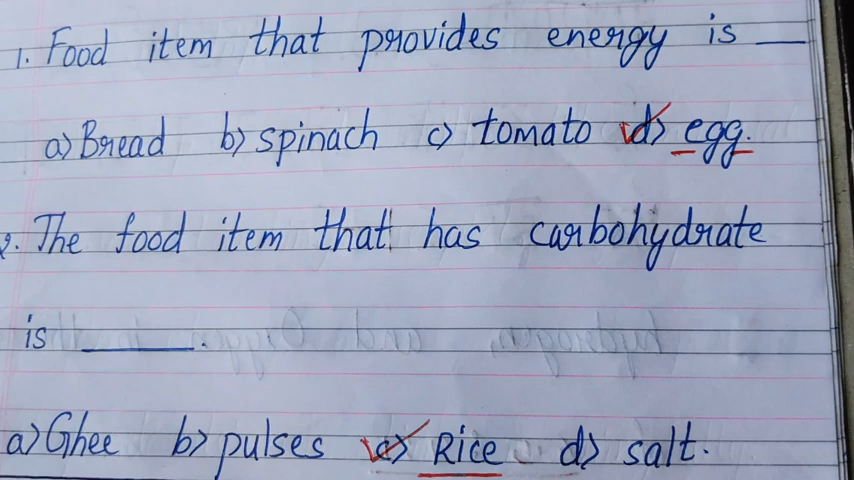 1. Food item that provides energy is __
a) Bread b) spinach c) tomato d) egg.
2. The food item that has carbohydrate
is ______.
a) Ghee b) pulses c) Rice d) salt.